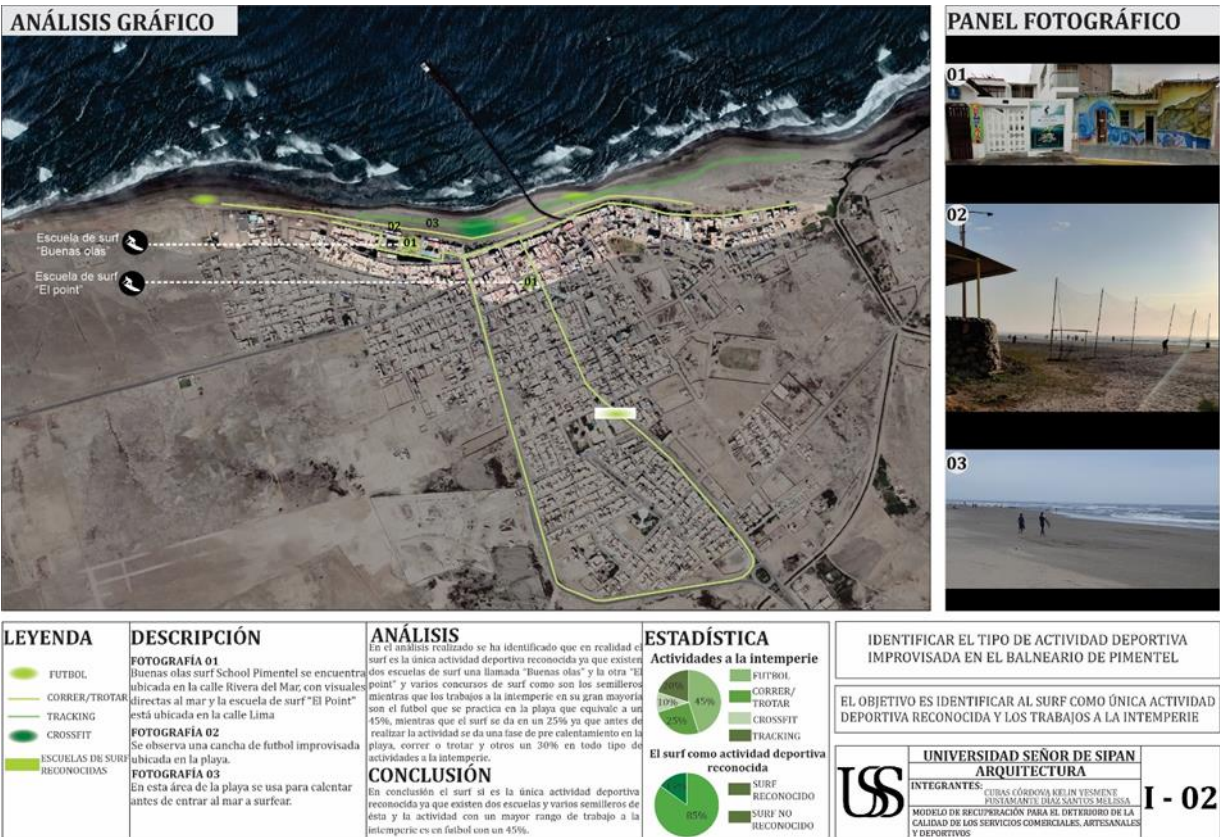 ANÁLISIS GRÁFICO
PANEL FOTOGRÁFICO
01
02
03
02
03
01
01
Escuela de surf
"Buenas olas"
Escuela de surf
"El point"
LEYENDA
FUTBOL
CORRER/TROTAR
TRACKING
CROSSFIT
ESCUELAS DE SURF
RECONOCIDAS
DESCRIPCIÓN
FOTOGRAFÍA 01
Buenas olas surf School Pimentel se encuentra
ubicada en la calle Rivera del Mar, con visuales
directas al mar y la escuela de surf "El Point"
está ubicada en la calle Lima
FOTOGRAFÍA 02
Se observa una cancha de futbol improvisada
ubicada en la playa.
FOTOGRAFÍA 03
En esta área de la playa se usa para calentar
antes de entrar al mar a surfear.
ANÁLISIS
En el análisis realizado se ha identificado que en realidad el
surf es la única actividad deportiva reconocida ya que existen
dos escuelas de surf una llamada "Buenas olas" y la otra "El
point" y varios concursos de surf como son los semilleros
mientras que los trabajos a la intemperie en su gran mayoría
son el futbol que se practica en la playa que equivale a un
45%, mientras que el surf se da en un 25% ya que antes de
realizar la actividad se da una fase de pre calentamiento en la
playa, correr o trotar y otros un 30% en todo tipo de
actividades a la intemperie.
CONCLUSIÓN
En conclusión el surf si es la única actividad deportiva
reconocida ya que existen dos escuelas y varios semilleros de
ésta y la actividad con un mayor rango de trabajo a la
intemperie es en futbol con un 45%.
ESTADÍSTICA
Actividades a la intemperie
20%
45%
10%
25%
FUTBOL
CORRER/
TROTAR
CROSSFIT
TRACKING
El surf como actividad deportiva
reconocida
85%
SURF
RECONOCIDO
SURF NO
RECONOCIDO
IDENTIFICAR EL TIPO DE ACTIVIDAD DEPORTIVA
IMPROVISADA EN EL BALNEARIO DE PIMENTEL
EL OBJETIVO ES IDENTIFICAR AL SURF COMO ÚNICA ACTIVIDAD
DEPORTIVA RECONOCIDA Y LOS TRABAJOS A LA INTEMPERIE
USS
UNIVERSIDAD SEÑOR DE SIPAN
ARQUITECTURA
INTEGRANTES:
CUBAS CÓRDOVA KELIN YESMENE
FUSTAMANTE DÍAZ SANTOS MELISSA
MODELO DE RECUPERACIÓN PARA EL DETERIORO DE LA
CALIDAD DE LOS SERVICIOS COMERCIALES, ARTESANALES
Y DEPORTIVOS
I - 02